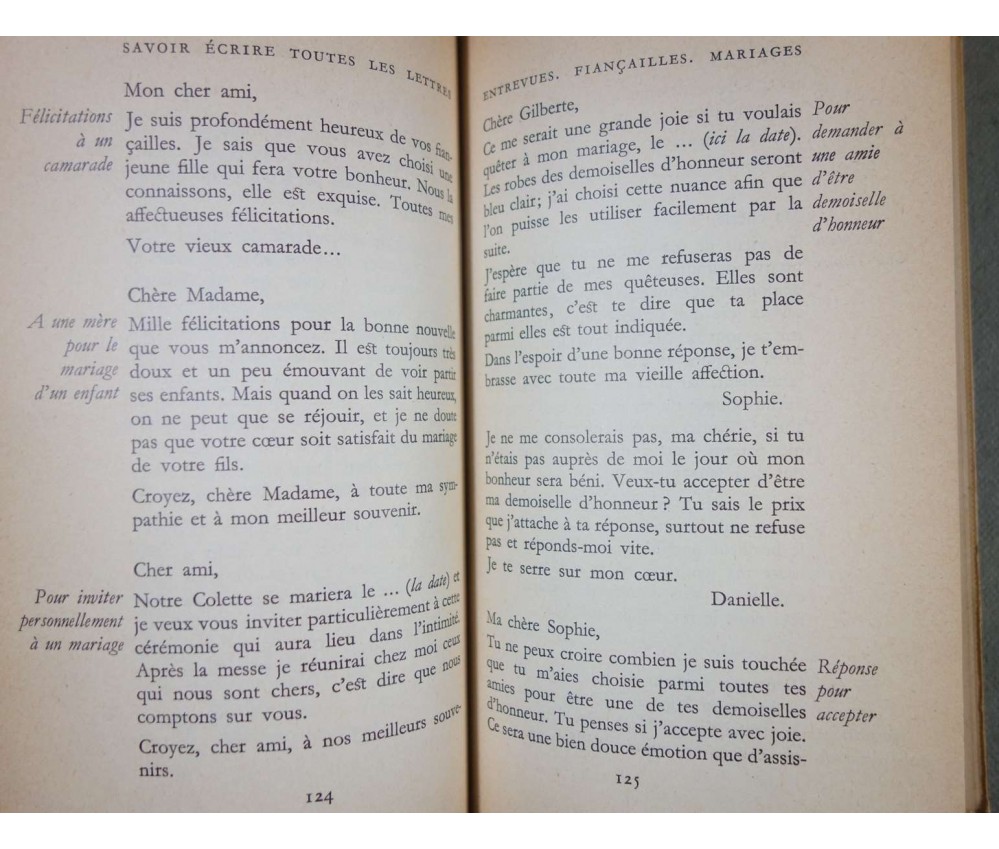 SAVOIR ÉCRIRE TOUTES LES LETTRES
Mon cher ami,
Félicitations
à un
camarade
Je suis profondément heureux de vos fian-
çailles. Je sais que vous avez choisi une
jeune fille qui fera votre bonheur. Nous la
connaissons, elle est exquise. Toutes mes
affectueuses félicitations.
Votre vieux camarade...
Chère Madame,
A une mère
pour le
mariage
d'un enfant
Mille félicitations pour la bonne nouvelle
que vous m'annoncez. Il est toujours très
doux et un peu émouvant de voir partir
ses enfants. Mais quand on les sait heureux,
on ne peut que se réjouir, et je ne doute
pas que votre cœur soit satisfait du mariage
de votre fils.
Croyez, chère Madame, à toute ma sym-
pathie et à mon meilleur souvenir.
Cher ami,
Pour inviter
personnellement
à un mariage
Notre Colette se mariera le ... (la date) et
je veux vous inviter particulièrement à cette
cérémonie qui aura lieu dans l'intimité.
Après la messe je réunirai chez moi ceux
qui nous sont chers, c'est dire que nous
comptons sur vous.
Croyez, cher ami, à nos meilleurs souve-
nirs.
124
ENTREVUES. FIANÇAILLES. MARIAGES
Chère Gilberte,
Ce me serait une grande joie si tu voulais
quêter à mon mariage, le ... (ici la date).
Les robes des demoiselles d'honneur seront
bleu clair; j'ai choisi cette nuance afin que
l'on puisse les utiliser facilement par la
suite.
Pour
demander à
une amie
d'être
demoiselle
d'honneur
J'espère que tu ne me refuseras pas de
faire partie de mes quêteuses. Elles sont
charmantes, c'est te dire que ta place
parmi elles est tout indiquée.
Dans l'espoir d'une bonne réponse, je t'em-
brasse avec toute ma vieille affection.
Sophie.
Je ne me consolerais pas, ma chérie, si tu
n'étais pas auprès de moi le jour où mon
bonheur sera béni. Veux-tu accepter d'être
ma demoiselle d'honneur ? Tu sais le prix
que j'attache à ta réponse, surtout ne refuse
pas et réponds-moi vite.
Je te serre sur mon cœur.
Danielle.
Ma chère Sophie,
Tu ne peux croire combien je suis touchée
que tu m'aies choisie parmi toutes tes
amies pour être une de tes demoiselles
d'honneur. Tu penses si j'accepte avec joie.
Ce sera une bien douce émotion que d'assis-
Réponse
pour
accepter
125